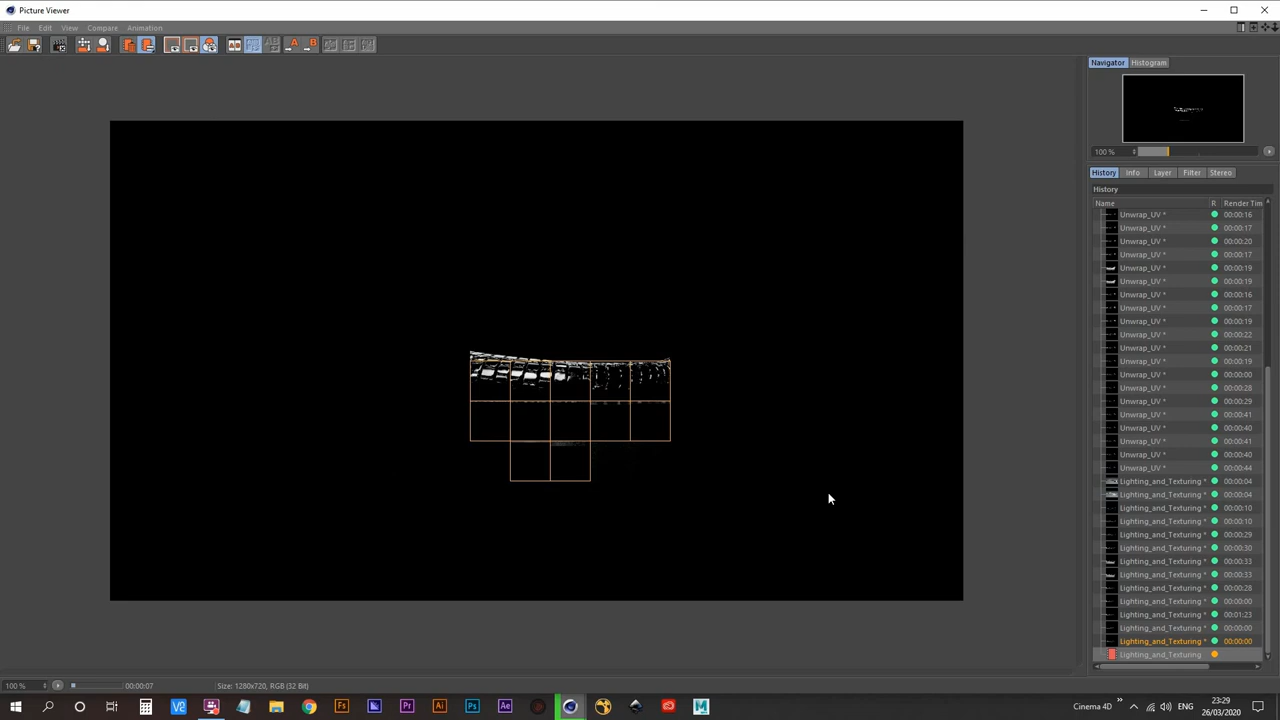 Picture Viewer
File Edit View Compare Animation
Navigator Histogram
100 %
History Info Layer Filter Stereo
History
Name R Render Tim
Unwrap_UV * 00:00:16
Unwrap_UV * 00:00:17
Unwrap_UV * 00:00:20
Unwrap_UV * 00:00:17
Unwrap_UV * 00:00:19
Unwrap_UV * 00:00:19
Unwrap_UV * 00:00:16
Unwrap_UV * 00:00:17
Unwrap_UV * 00:00:19
Unwrap_UV * 00:00:22
Unwrap_UV * 00:00:21
Unwrap_UV * 00:00:19
Unwrap_UV * 00:00:00
Unwrap_UV * 00:00:28
Unwrap_UV * 00:00:29
Unwrap_UV * 00:00:41
Unwrap_UV * 00:00:40
Unwrap_UV * 00:00:41
Unwrap_UV * 00:00:40
Unwrap_UV * 00:00:44
Lighting_and_Texturing * 00:00:04
Lighting_and_Texturing * 00:00:04
Lighting_and_Texturing * 00:00:10
Lighting_and_Texturing * 00:00:10
Lighting_and_Texturing * 00:00:29
Lighting_and_Texturing * 00:00:30
Lighting_and_Texturing * 00:00:33
Lighting_and_Texturing * 00:00:33
Lighting_and_Texturing * 00:00:28
Lighting_and_Texturing * 00:00:00
Lighting_and_Texturing * 00:01:23
Lighting_and_Texturing * 00:00:00
Lighting_and_Texturing * 00:00:00
Lighting_and_Texturing
100 % 00:00:07 Size: 1280x720, RGB (32 Bit)
Fs Pr Ai Ps Ae M
Cinema 4D ENG 23:29
26/03/2020